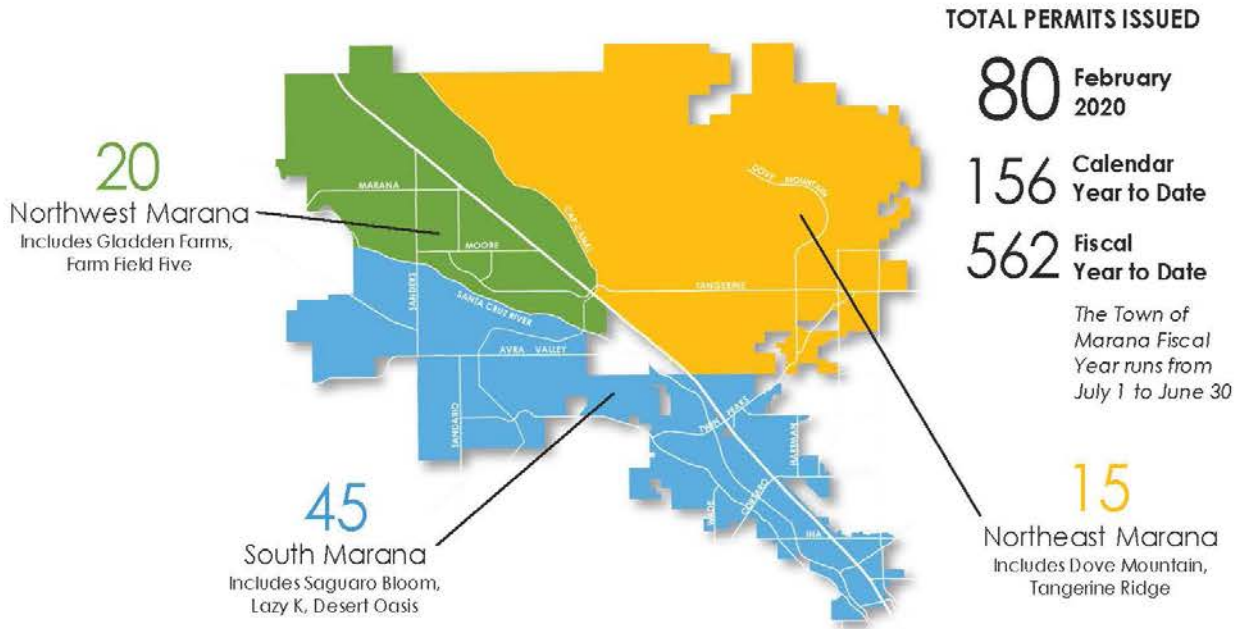 TOTAL PERMITS ISSUED
80 February
2020
156 Calendar
Year to Date
562 Fiscal
Year to Date
The Town of
Marana Fiscal
Year runs from
July 1 to June 30
20
Northwest Marana
Includes Gladden Farms,
Farm Field Five
MARANA
MOORE
SANDERS
SANTA CRUZ RIVER
CAP CANAL
DOVE MOUNTAIN
TANGERINE
AVRA VALLEY
SANDARIO
TWIN PEAKS
HARTMAN
WADE
CORTARO
INA
45
South Marana
Includes Saguaro Bloom,
Lazy K, Desert Oasis
15
Northeast Marana
Includes Dove Mountain,
Tangerine Ridge